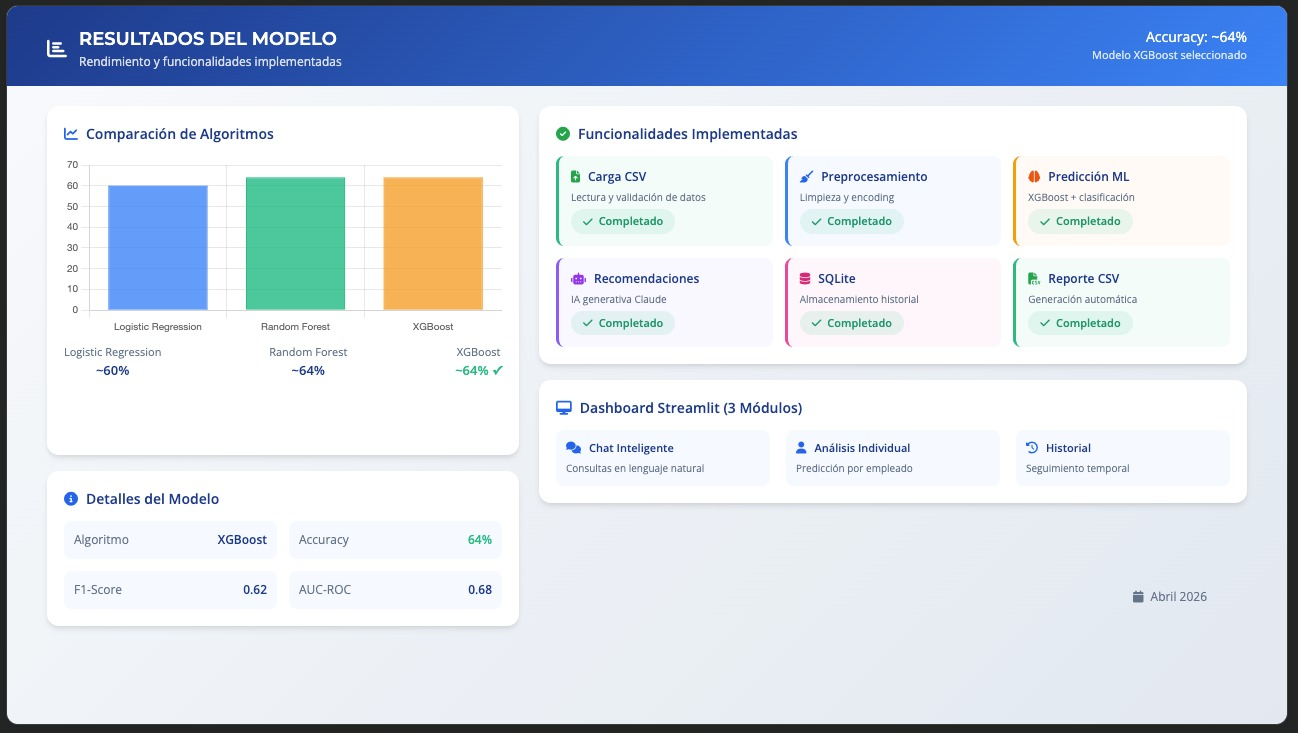 RESULTADOS DEL MODELO
Rendimiento y funcionalidades implementadas
Accuracy: ~64%
Modelo XGBoost seleccionado
Comparación de Algoritmos
70
60
50
40
30
20
10
0
Logistic Regression Random Forest XGBoost
Logistic Regression Random Forest XGBoost
~60% ~64% ~64% ✓
Detalles del Modelo
Algoritmo XGBoost Accuracy 64%
F1-Score 0.62 AUC-ROC 0.68
Funcionalidades Implementadas
Carga CSV
Lectura y validación de datos
Completado
Preprocesamiento
Limpieza y encoding
Completado
Predicción ML
XGBoost + clasificación
Completado
Recomendaciones
IA generativa Claude
Completado
SQLite
Almacenamiento historial
Completado
Reporte CSV
Generación automática
Completado
Dashboard Streamlit (3 Módulos)
Chat Inteligente
Consultas en lenguaje natural
Análisis Individual
Predicción por empleado
Historial
Seguimiento temporal
Abril 2026